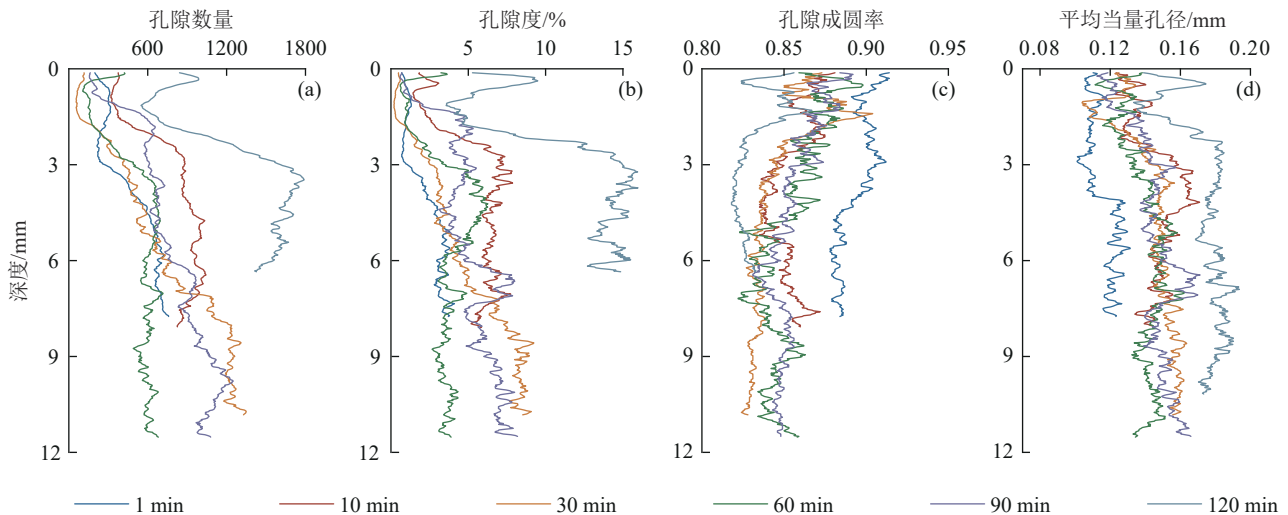 孔隙数量 孔隙度/% 孔隙成圆率 平均当量孔径/mm
600 1200 1800 5 10 15 0.80 0.85 0.90 0.95 0.08 0.12 0.16 0.20
0 0 0 0
(a) (b) (c) (d)
3 3 3 3
深度/mm
6 6 6 6
9 9 9 9
12 12 12 12
1 min 10 min 30 min 60 min 90 min 120 min